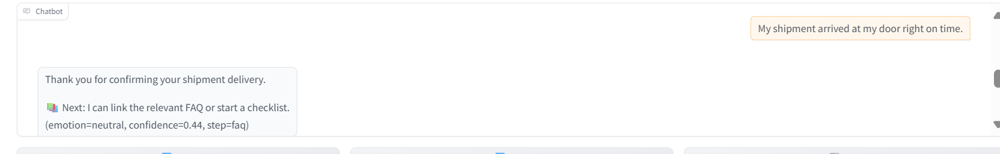 Chatbot
My shipment arrived at my door right on time.
Thank you for confirming your shipment delivery.
Next: I can link the relevant FAQ or start a checklist.
(emotion=neutral, confidence=0.44, step=faq)